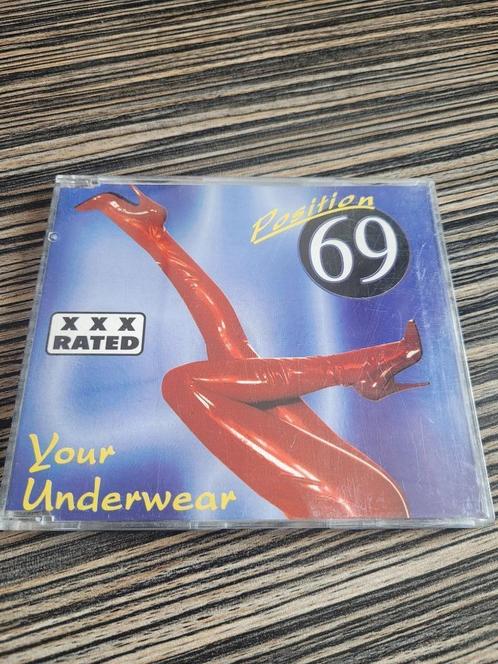 Position
69
XXX
RATED
Your
Underwear